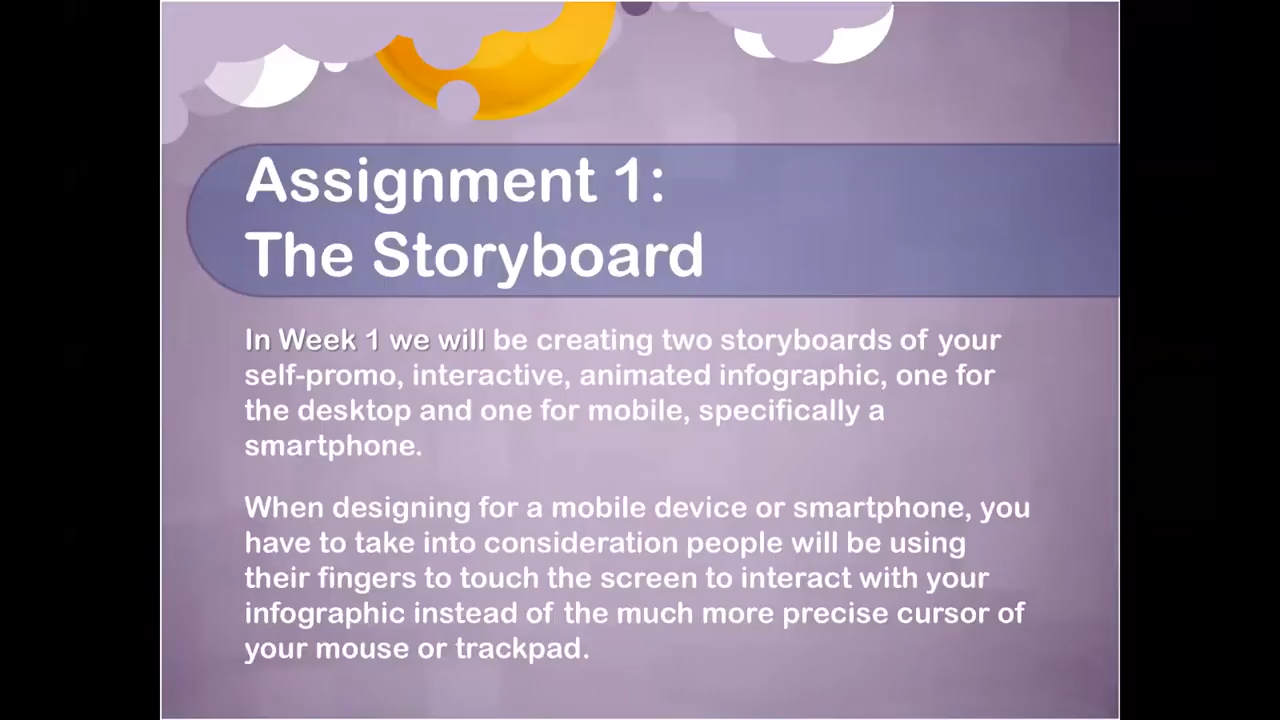 Assignment 1:
The Storyboard
In Week 1 we will be creating two storyboards of your
self-promo, interactive, animated infographic, one for
the desktop and one for mobile, specifically a
smartphone.
When designing for a mobile device or smartphone, you
have to take into consideration people will be using
their fingers to touch the screen to interact with your
infographic instead of the much more precise cursor of
your mouse or trackpad.